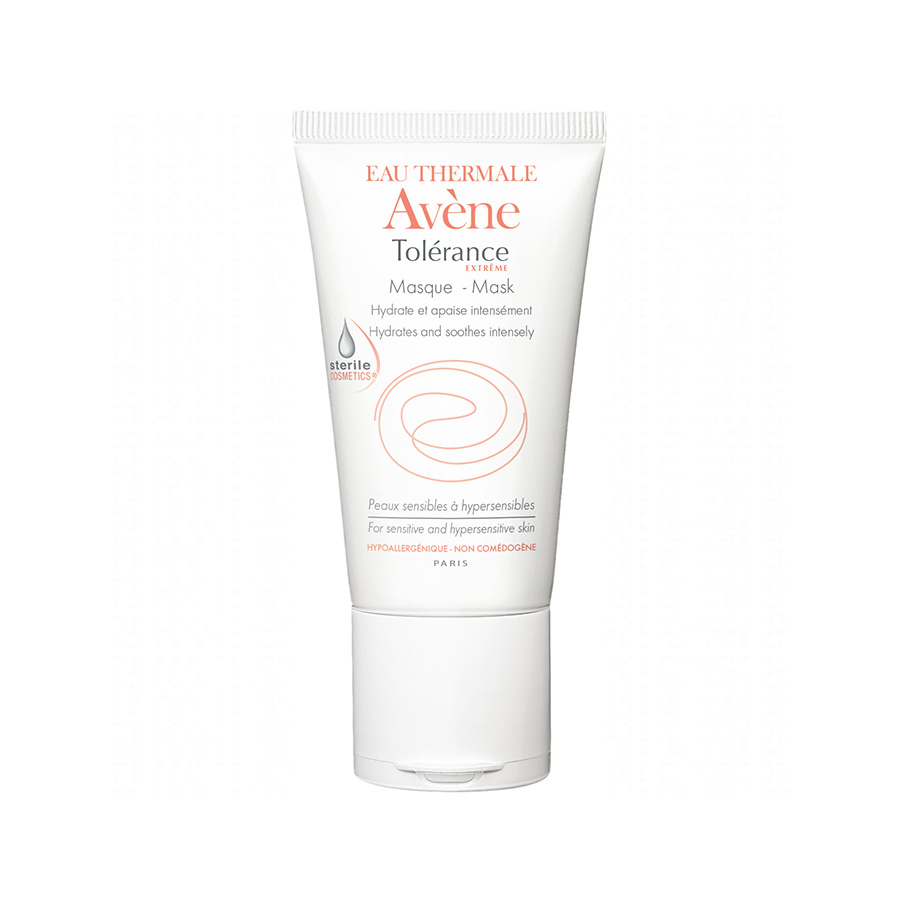 EAU THERMALE
Avène
Tolérance
EXTRÊME
Masque - Mask
Hydrate et apaise intensément
Hydrates and soothes intensely
sterile
COSMETICS®
Peaux sensibles à hypersensibles
For sensitive and hypersensitive skin
HYPOALLERGÉNIQUE - NON COMÉDOGÈNE
PARIS